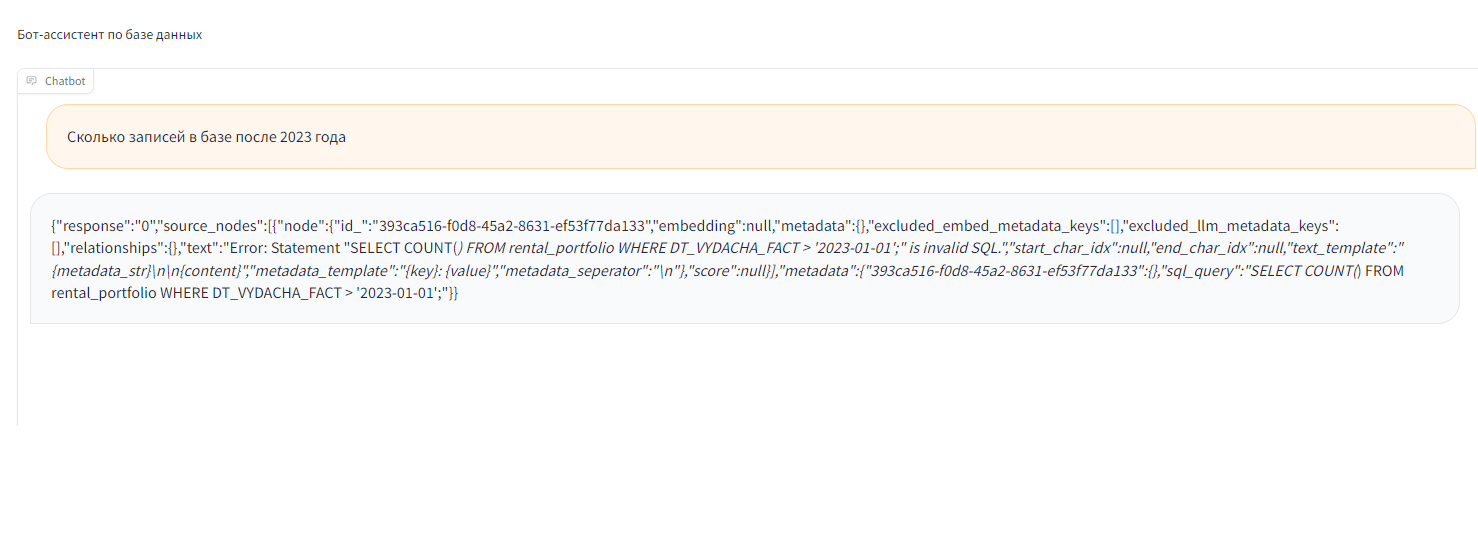 Бот-ассистент по базе данных
Chatbot
Сколько записей в базе после 2023 года
{"response":"0","source_nodes":[{"node":{"id_":"393ca516-f0d8-45a2-8631-ef53f77da133","embedding":null,"metadata":{},"excluded_embed_metadata_keys":[],"excluded_llm_metadata_keys":
[],"relationships":{},"text":"Error: Statement "SELECT COUNT() FROM rental_portfolio WHERE DT_VYDACHA_FACT > '2023-01-01';" is invalid SQL.","start_char_idx":null,"end_char_idx":null,"text_template":"
{metadata_str}\n\n{content}","metadata_template":"{key}: {value}","metadata_seperator":"\n"},"score":null}],"metadata":{"393ca516-f0d8-45a2-8631-ef53f77da133":{},"sql_query":"SELECT COUNT() FROM
rental_portfolio WHERE DT_VYDACHA_FACT > '2023-01-01';"}}